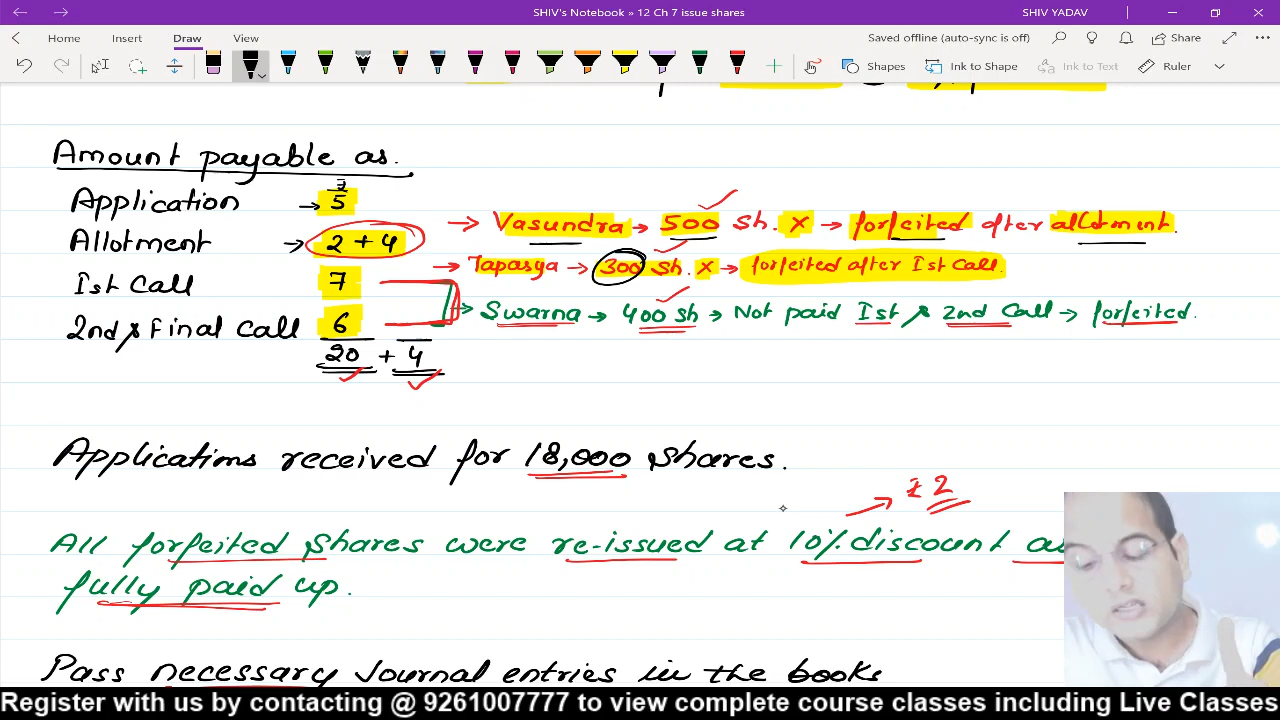 SHIV's Notebook » 12 Ch 7 issue shares
SHIV YADAV
Home Insert Draw View
Saved offline (auto-sync is off)
Share
Shapes
Ink to Shape
Ink to Text
Ruler
Amount payable as.
₹
Application → 5
Allotment → 2 + 4
Ist Call 7
2nd & Final Call 6
20 + 4
→ Vasundra → 500 Sh. X → forfeited after allotment.
→ Tapasya → 300 Sh. X → forfeited after Ist Call.
→ Swarna → 400 Sh → Not paid Ist & 2nd Call → forfeited.
Applications received for 18,000 Shares.
→ ₹ 2
All forfeited shares were re-issued at 10% discount as
fully paid up.
Pass necessary Journal entries in the books
Register with us by contacting @ 9261007777 to view complete course classes including Live Classes